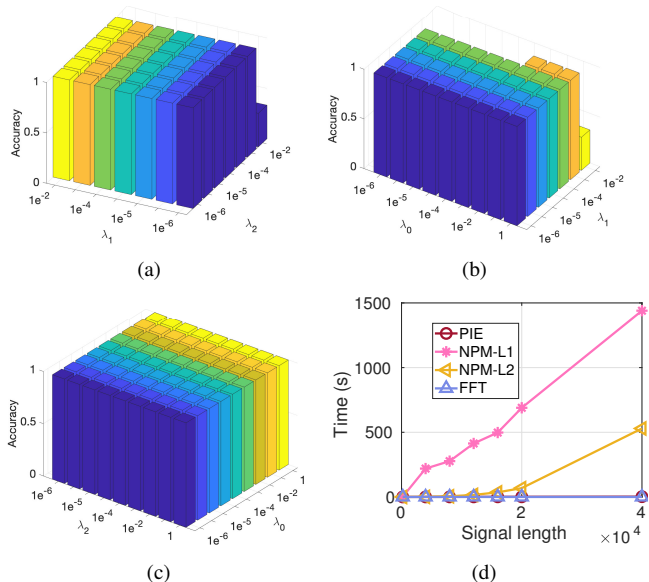 1
0.5
0
Accuracy
1e-2
1e-4
1e-5
1e-6
λ1
1e-6
1e-5
1e-4
1e-2
λ2
(a)
1
0.5
0
Accuracy
1e-6
1e-5
1e-4
1e-2
1
λ0
1e-6
1e-5
1e-4
1e-2
λ1
(b)
1
0.5
0
Accuracy
1e-6
1e-5
1e-4
1e-2
1
λ2
1e-6
1e-5
1e-4
1e-2
1
λ0
(c)
1500
1000
500
0
Time (s)
PIE
NPM-L1
NPM-L2
FFT
0 1 2 3 4
Signal length
×10^4
(d)